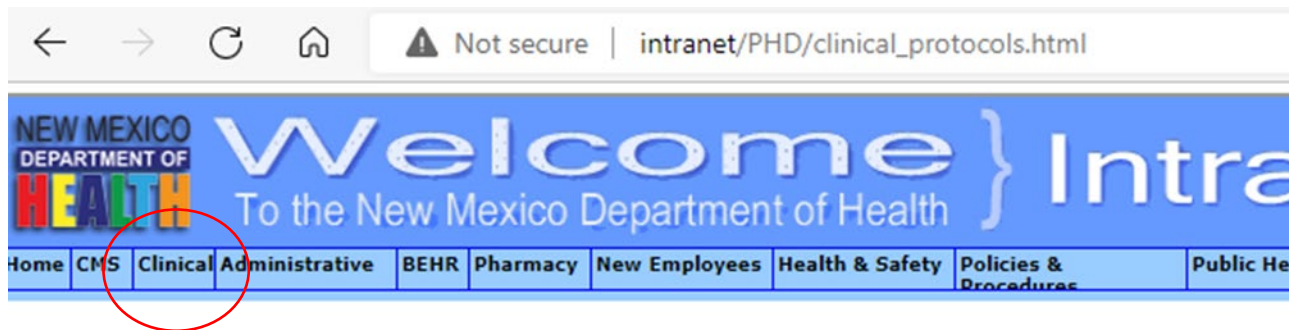 Not secure | intranet/PHD/clinical_protocols.html
NEW MEXICO
DEPARTMENT OF
HEALTH
Welcome } Intra
To the New Mexico Department of Health
Home CMS Clinical Administrative BEHR Pharmacy New Employees Health & Safety Policies & Procedures Public He